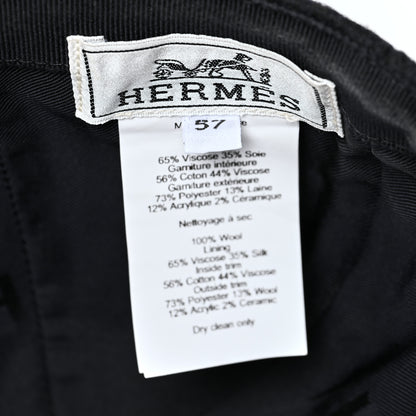 HERMES
57
65% Viscose 35% Soie
Garniture intérieure
56% Coton 44% Viscose
Garniture extérieure
73% Polyester 13% Laine
12% Acrylique 2% Céramique
Nettoyage à sec
100% Wool
Lining
65% Viscose 35% Silk
Inside trim
56% Cotton 44% Viscose
Outside trim
73% Polyester 13% Wool
12% Acrylic 2% Ceramic
Dry clean only